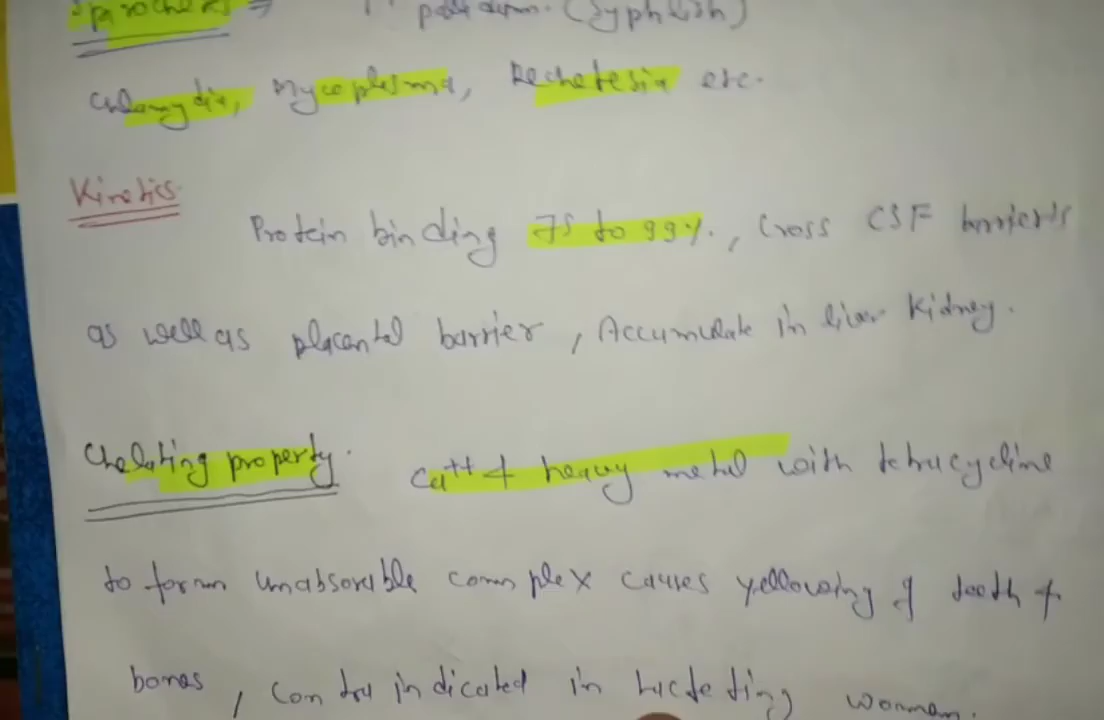 Spirochetes ⇒ T. pallidum. (Syphlish)
Chlamydia, Mycoplasma, Rechetesia etc.
Kinetics.
Protein binding 75 to 99%., Cross CSF barriers
as well as placental barrier, Accumulate in liver kidney.
Chelating property. Ca++ & heavy metal with tetracycline
to form unabsorbable complex causes yellowing of teeth &
bones, contraindicated in lactating woman.